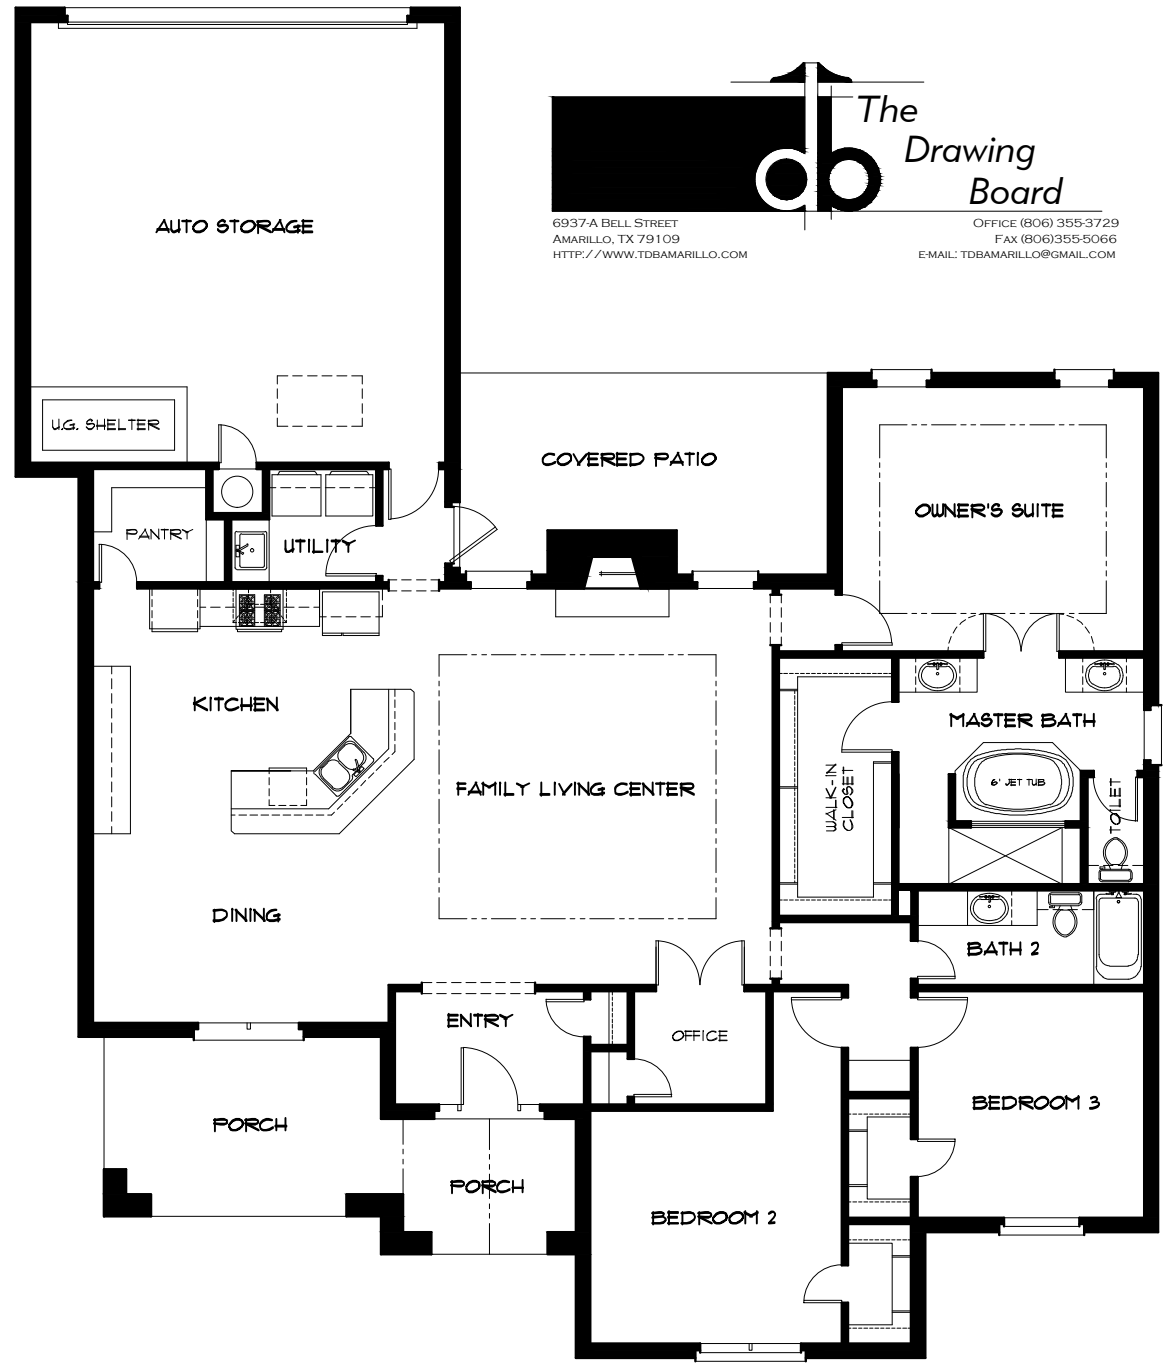 The
Drawing
Board
6937-A Bell Street
Amarillo, TX 79109
http://www.tdbamarillo.com
Office (806) 355-3729
Fax (806)355-5066
e-mail: tdbamarillo@gmail.com
AUTO STORAGE
U.G. SHELTER
COVERED PATIO
OWNER'S SUITE
PANTRY
UTILITY
KITCHEN
MASTER BATH
FAMILY LIVING CENTER
6' JET TUB
WALK-IN
CLOSET
TOILET
DINING
BATH 2
ENTRY
OFFICE
BEDROOM 3
PORCH
PORCH
BEDROOM 2